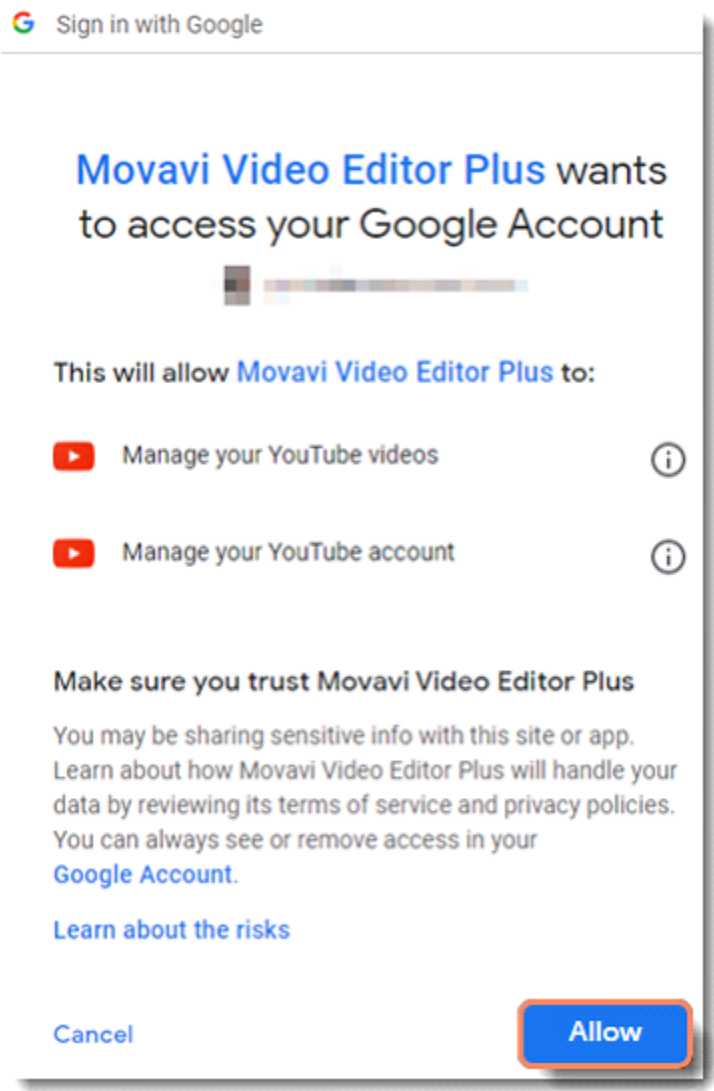 Sign in with Google
Movavi Video Editor Plus wants
to access your Google Account
This will allow Movavi Video Editor Plus to:
Manage your YouTube videos
Manage your YouTube account
Make sure you trust Movavi Video Editor Plus
You may be sharing sensitive info with this site or app.
Learn about how Movavi Video Editor Plus will handle your
data by reviewing its terms of service and privacy policies.
You can always see or remove access in your
Google Account.
Learn about the risks
Cancel
Allow